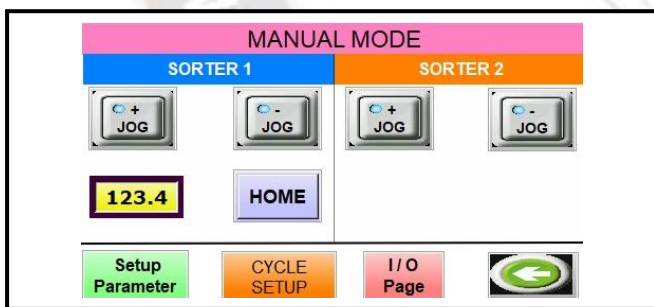 MANUAL MODE
SORTER 1
SORTER 2
+
JOG
-
JOG
+
JOG
-
JOG
123.4
HOME
Setup
Parameter
CYCLE
SETUP
I / O
Page